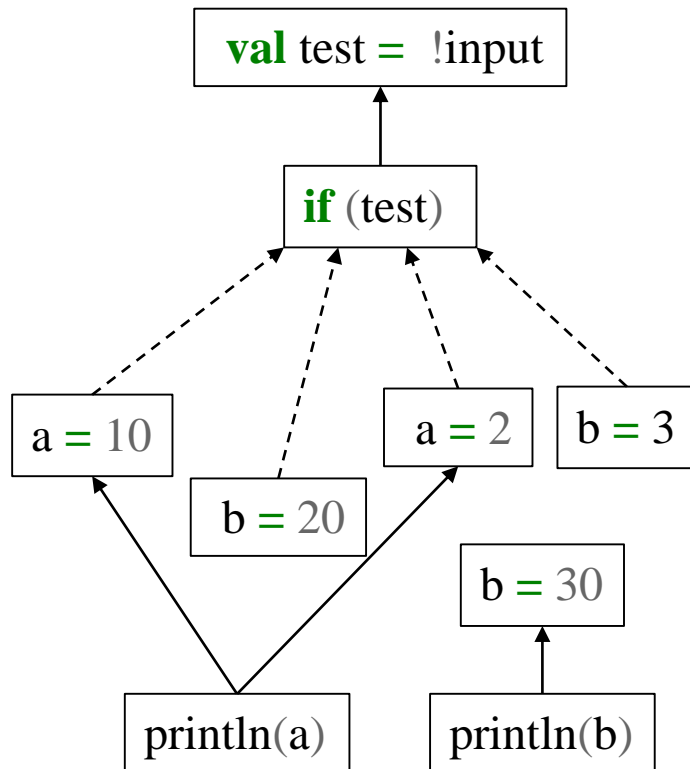 val test = !input
if (test)
a = 10
a = 2
b = 3
b = 20
b = 30
println(a)
println(b)